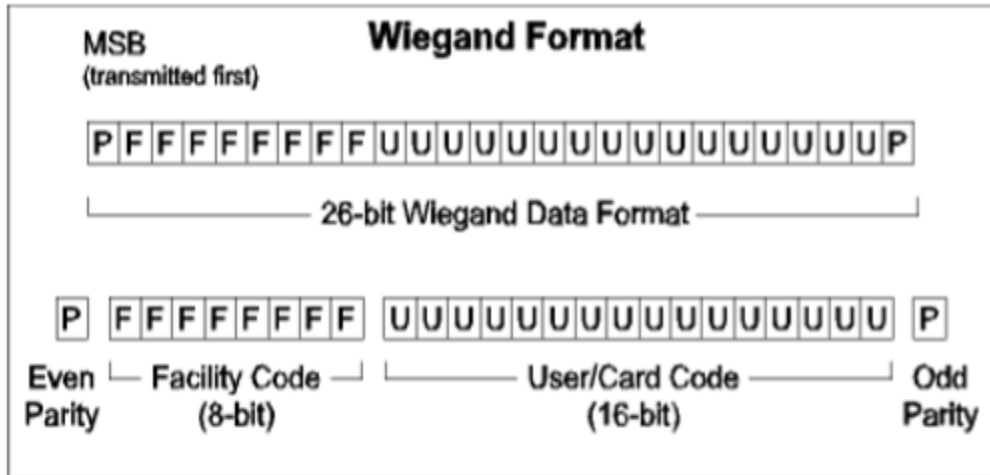 Wiegand Format
MSB
(transmitted first)
P F F F F F F F F U U U U U U U U U U U U U U U U P
26-bit Wiegand Data Format
P F F F F F F F F U U U U U U U U U U U U U U U U P
Even Parity
Facility Code (8-bit)
User/Card Code (16-bit)
Odd Parity